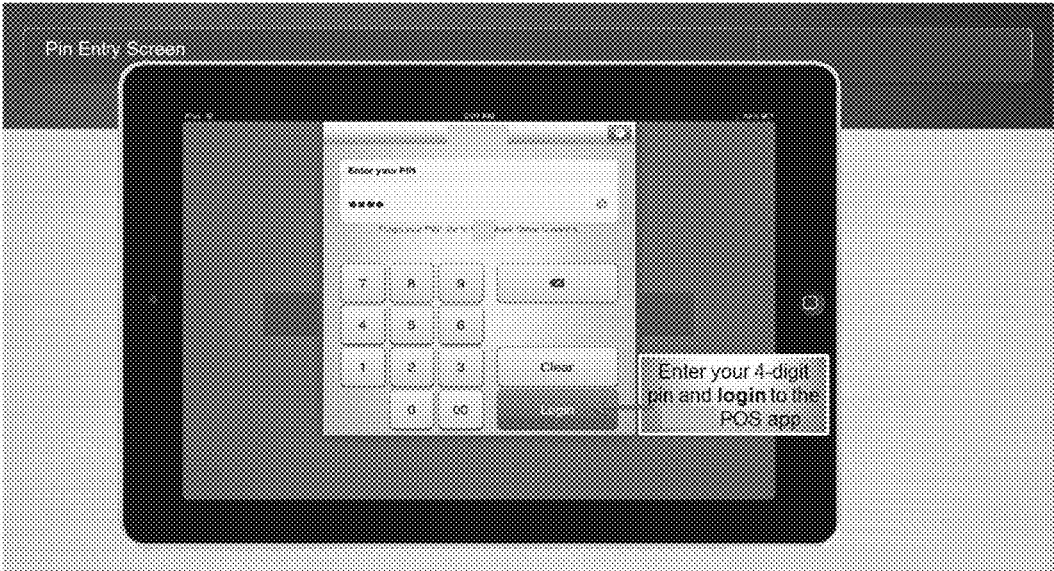 Pin Entry Screen
Enter your PIN
****
7 8 9
4 5 6
1 2 3 Clear
0 00 Login
Enter your 4-digit
pin and login to the
POS app